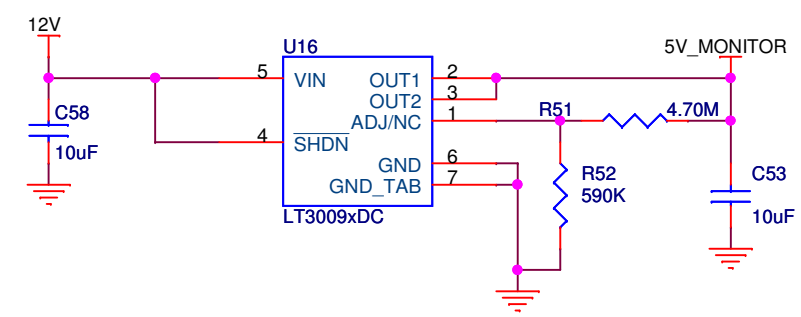 12V
U16
5V_MONITOR
5 VIN OUT1 2
OUT2 3
C58 R51 4.70M
ADJ/NC 1
10uF 4 SHDN
GND 6 R52 C53
GND_TAB 7 590K
LT3009xDC 10uF